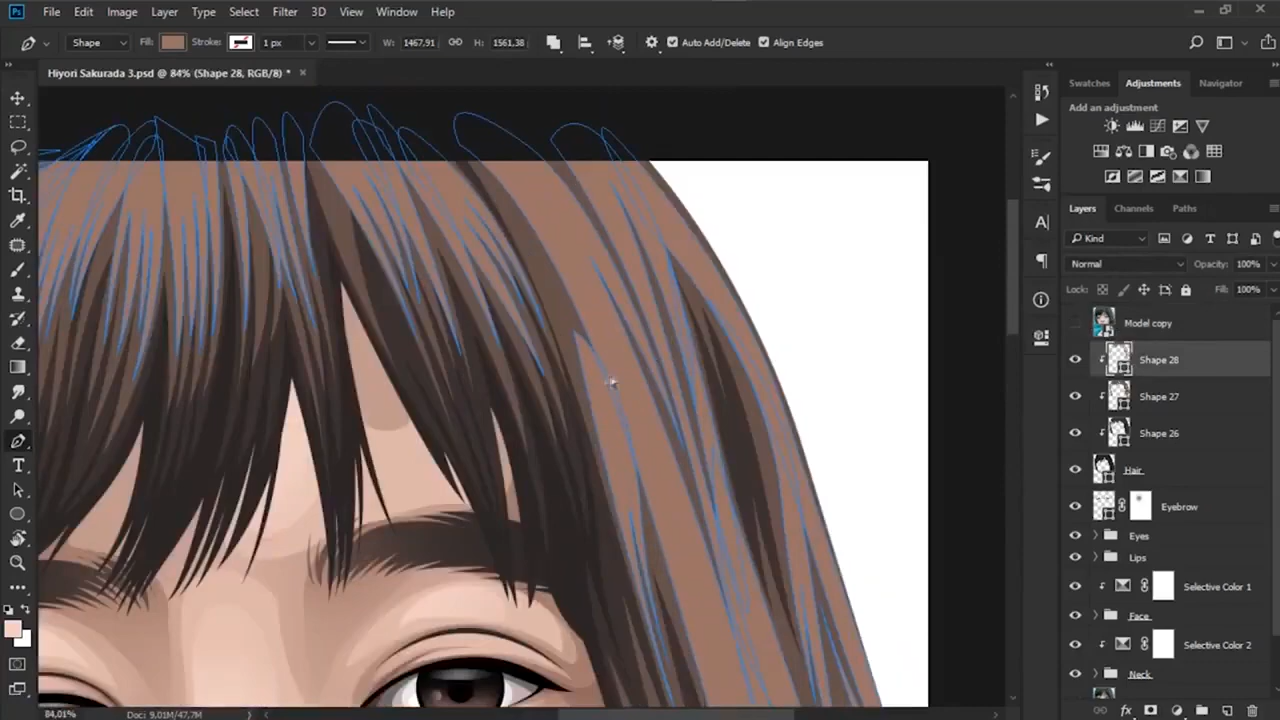 Ps File Edit Image Layer Type Select Filter 3D View Window Help
Shape Fill: Stroke: 1 px W: 1467,91 H: 1561,38 Auto Add/Delete Align Edges
Hiyori Sakurada 3.psd @ 84% (Shape 28, RGB/8) * ×
Swatches Adjustments Navigator
Add an adjustment
Layers Channels Paths
Kind
Normal Opacity: 100%
Lock: Fill: 100%
Model copy
Shape 28
Shape 27
Shape 26
Hair
Eyebrow
Eyes
Lips
Selective Color 1
Face
Selective Color 2
Neck
84,01% Doc: 9,01M/47,7M